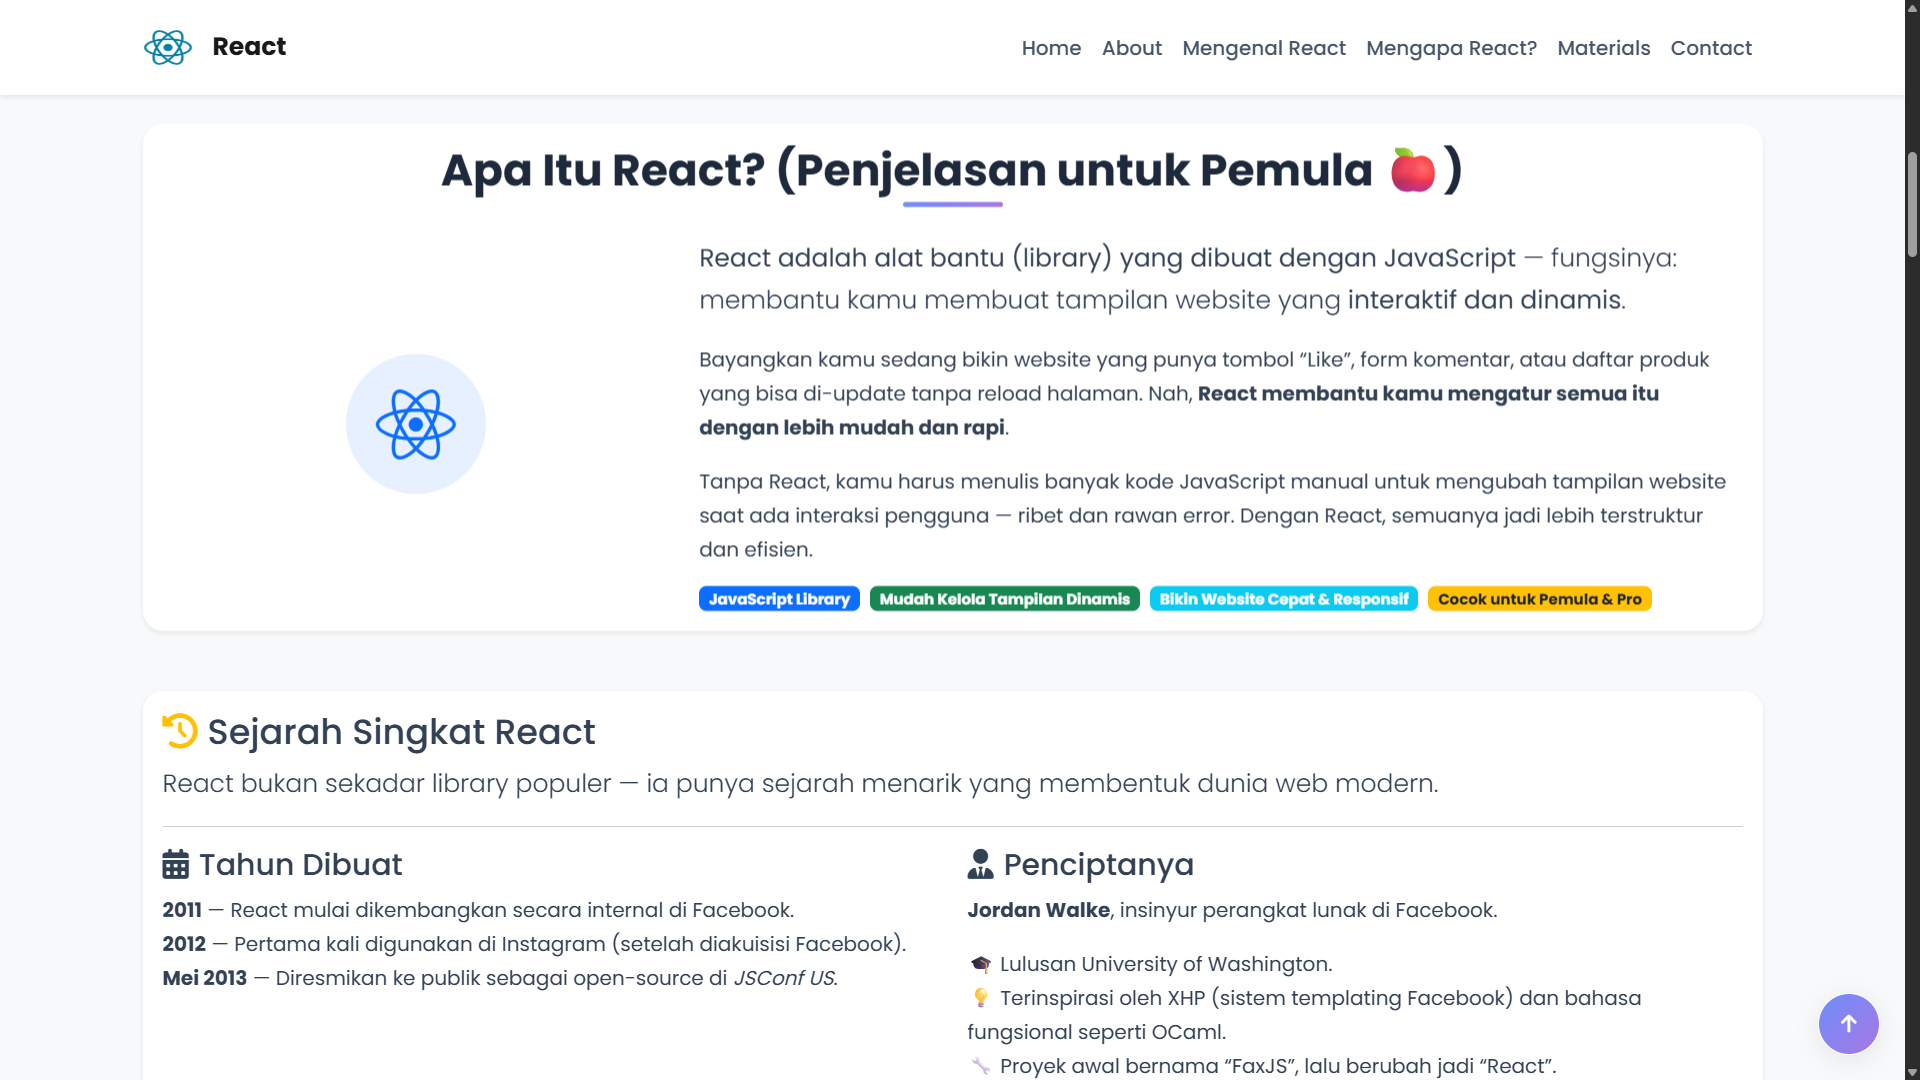 React
Home About Mengenal React Mengapa React? Materials Contact
Apa Itu React? (Penjelasan untuk Pemula 🍎)
React adalah alat bantu (library) yang dibuat dengan JavaScript — fungsinya:
membantu kamu membuat tampilan website yang interaktif dan dinamis.
Bayangkan kamu sedang bikin website yang punya tombol “Like”, form komentar, atau daftar produk
yang bisa di-update tanpa reload halaman. Nah, React membantu kamu mengatur semua itu
dengan lebih mudah dan rapi.
Tanpa React, kamu harus menulis banyak kode JavaScript manual untuk mengubah tampilan website
saat ada interaksi pengguna — ribet dan rawan error. Dengan React, semuanya jadi lebih terstruktur
dan efisien.
JavaScript Library Mudah Kelola Tampilan Dinamis Bikin Website Cepat & Responsif Cocok untuk Pemula & Pro
Sejarah Singkat React
React bukan sekadar library populer — ia punya sejarah menarik yang membentuk dunia web modern.
Tahun Dibuat
2011 — React mulai dikembangkan secara internal di Facebook.
2012 — Pertama kali digunakan di Instagram (setelah diakuisisi Facebook).
Mei 2013 — Diresmikan ke publik sebagai open-source di JSConf US.
Penciptanya
Jordan Walke, insinyur perangkat lunak di Facebook.
🎓 Lulusan University of Washington.
💡 Terinspirasi oleh XHP (sistem templating Facebook) dan bahasa
fungsional seperti OCaml.
🔧 Proyek awal bernama “FaxJS”, lalu berubah jadi “React”.